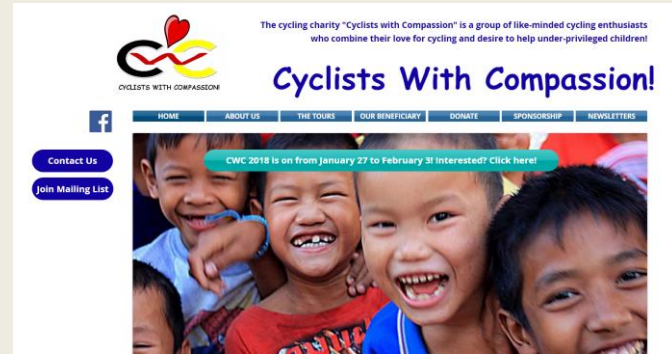 The cycling charity "Cyclists with Compassion" is a group of like-minded cycling enthusiasts
who combine their love for cycling and desire to help under-privileged children!
CYCLISTS WITH COMPASSION!
Cyclists With Compassion!
f
HOME ABOUT US THE TOURS OUR BENEFICIARY DONATE SPONSORSHIP NEWSLETTERS
Contact Us
CWC 2018 is on from January 27 to February 3! Interested? Click here!
Join Mailing List